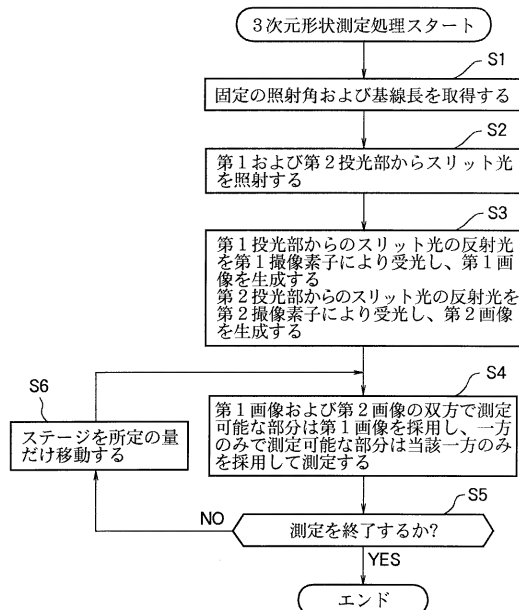 3次元形状測定処理スタート
S1
固定の照射角および基線長を取得する
S2
第1および第2投光部からスリット光
を照射する
S3
第1投光部からのスリット光の反射光
を第1撮像素子により受光し、第1画
像を生成する
第2投光部からのスリット光の反射光を
第2撮像素子により受光し、第2画像
を生成する
S4
第1画像および第2画像の双方で測定
可能な部分は第1画像を採用し、一方
のみで測定可能な部分は当該一方のみ
を採用して測定する
S6
ステージを所定の量
だけ移動する
S5
測定を終了するか?
NO
YES
エンド